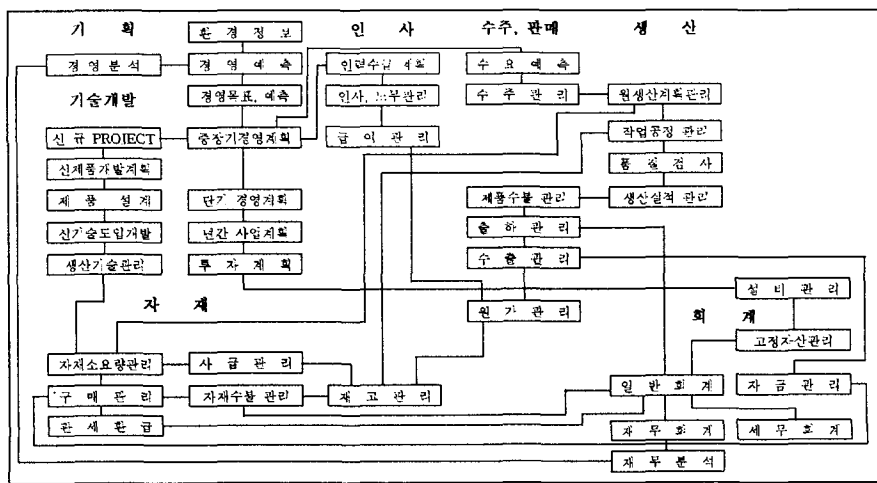 기 획 인 사 수주, 판매 생 산
환 경 정 보
경 영 분 석 경 영 예 측 인력수급 계획 수 요 예 측
기술개발 경영목표, 예측 인사, 노무관리 수 주 관 리 원생산계획관리
신 규 PROJECT 중장기경영계획 급 여 관 리 작업공정 관리
신제품개발계획 품 질 검 사
제 품 설 계 단기 경영계획 제품수불 관리 생산실적 관리
신기술도입개발 년간 사업계획 출 하 관 리
생산기술관리 투 자 계 획 수 출 관 리
설 비 관 리
자 재 원 가 관 리 회 계
고정자산관리
자재소요량관리 사 급 관 리
구 매 관 리 자재수불 관리 재 고 관 리 일 반 회 계 자 금 관 리
관 세 환 급 재 무 회 계 세 무 회 계
재 무 분 석